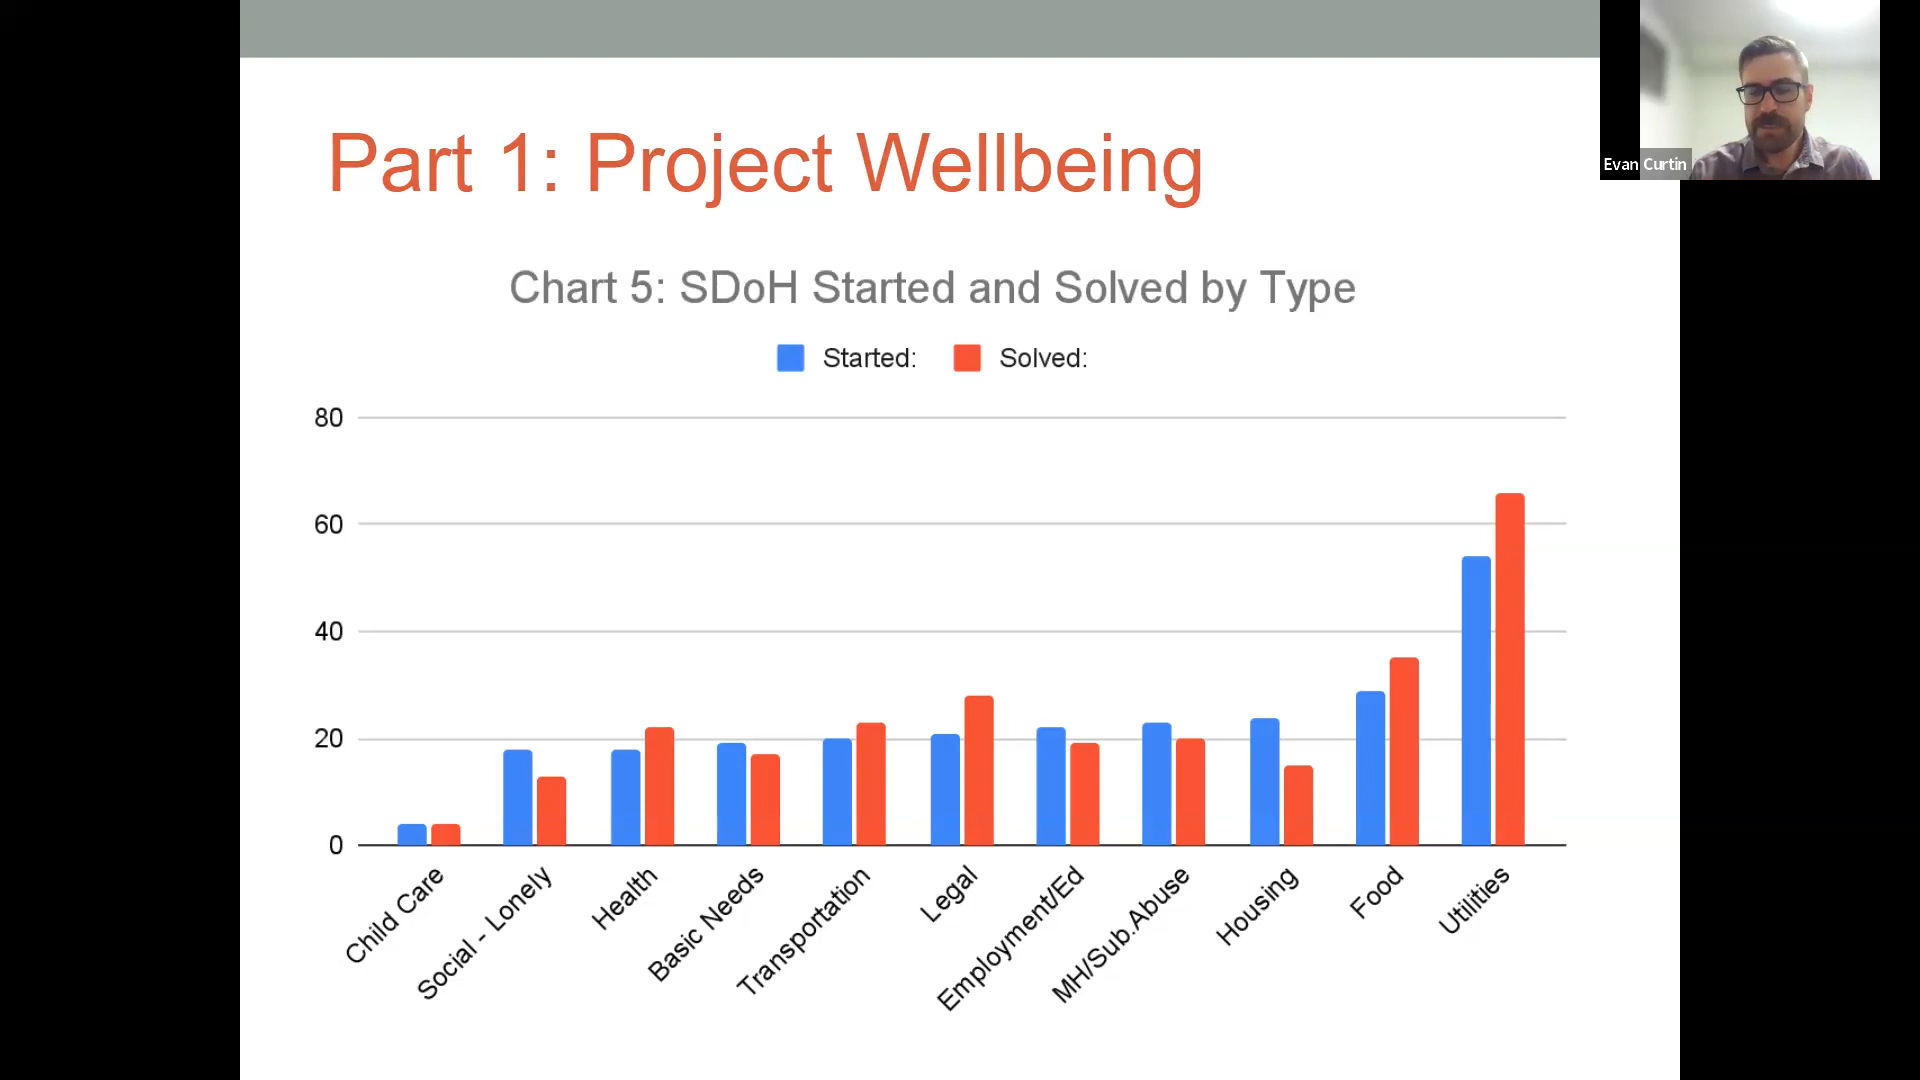 Part 1: Project Wellbeing
Evan Curtin
Chart 5: SDoH Started and Solved by Type
Started: Solved:
80
60
40
20
0
Child Care
Social - Lonely
Health
Basic Needs
Transportation
Legal
Employment/Ed
MH/Sub.Abuse
Housing
Food
Utilities